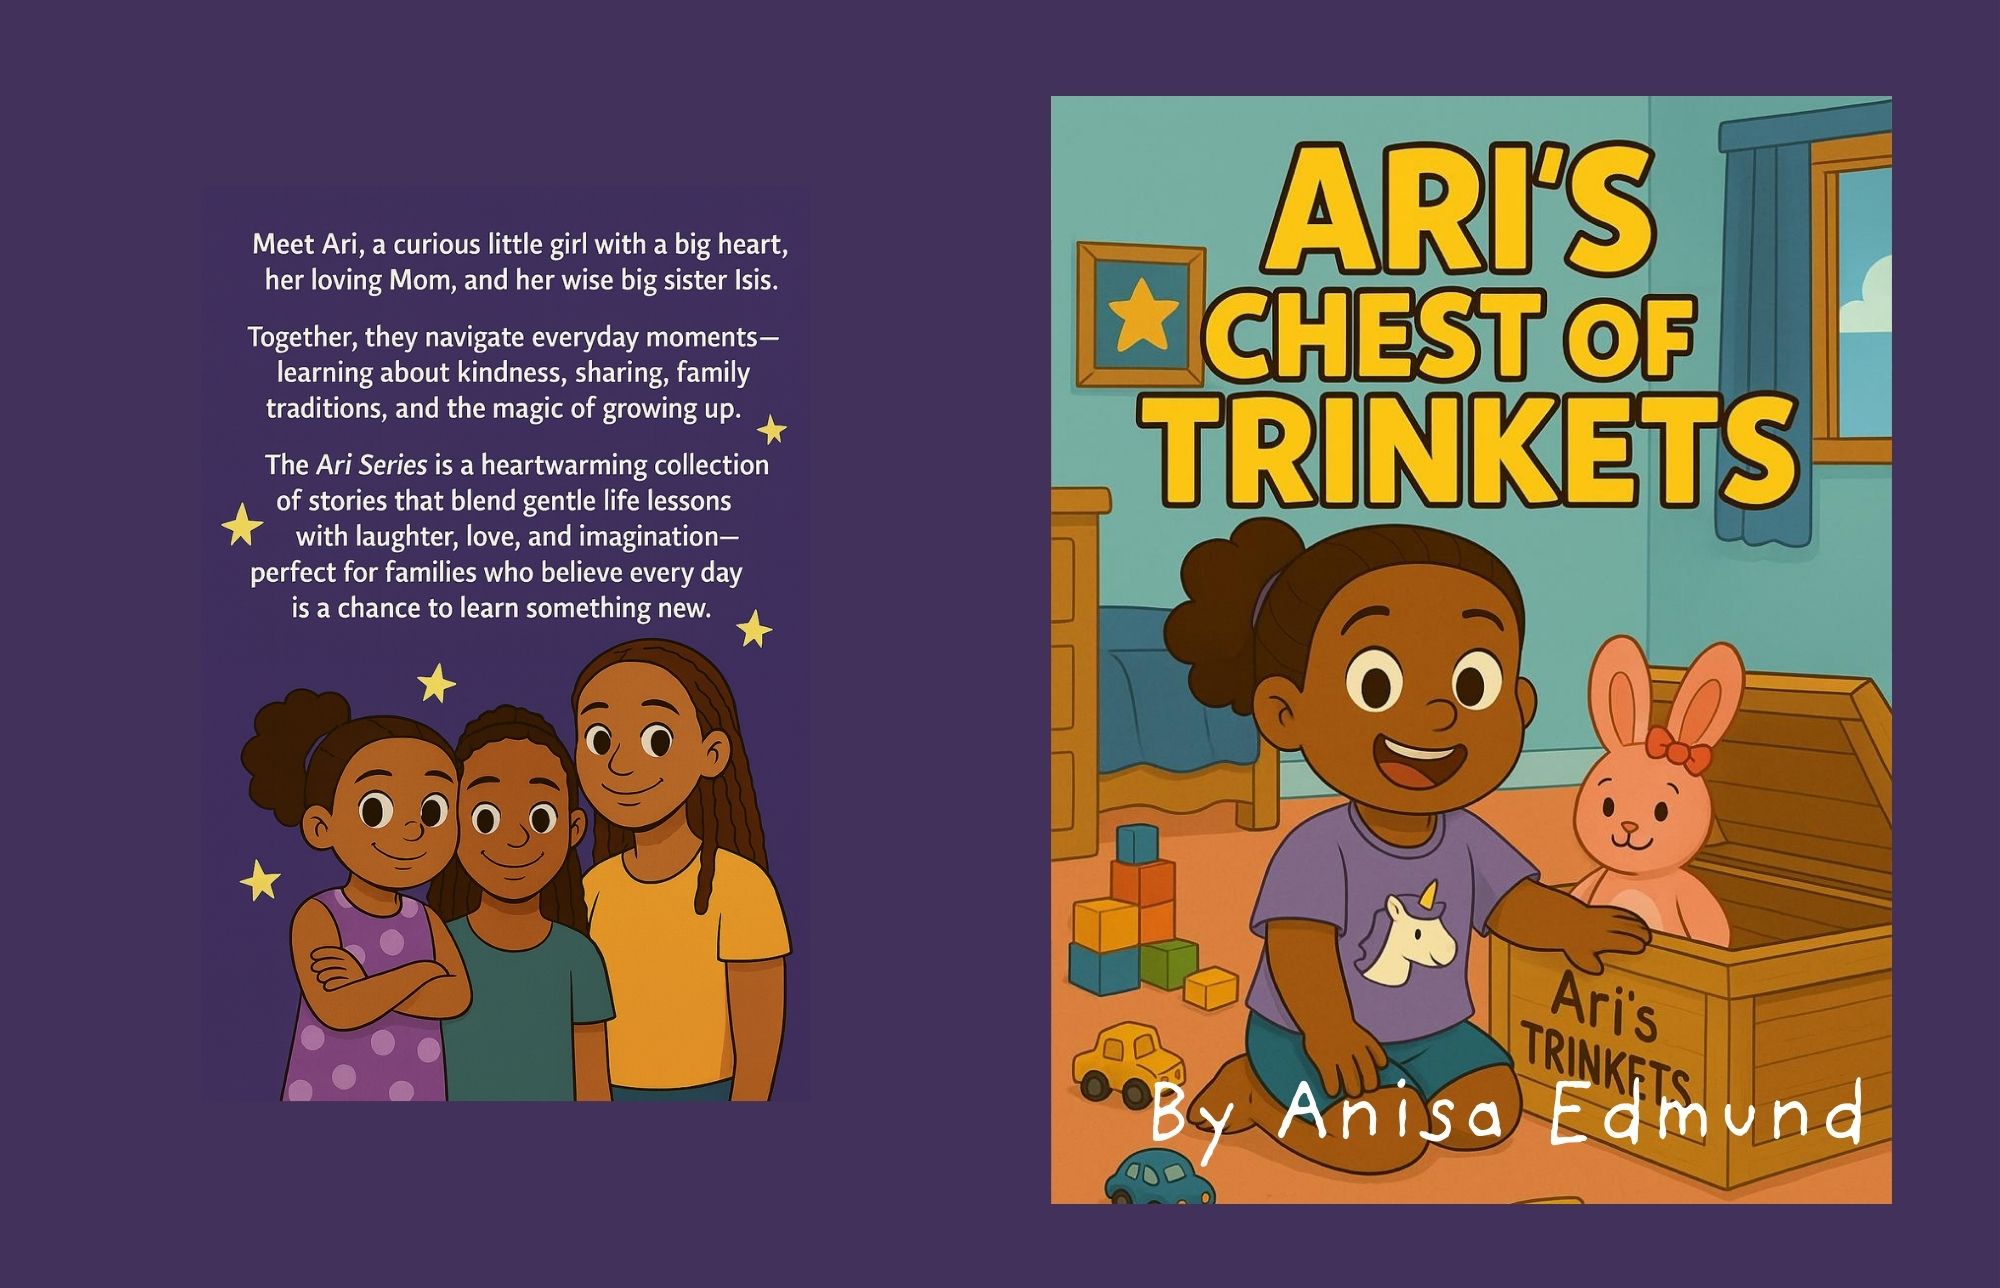 Meet Ari, a curious little girl with a big heart,
her loving Mom, and her wise big sister Isis.
Together, they navigate everyday moments—
learning about kindness, sharing, family
traditions, and the magic of growing up.
The Ari Series is a heartwarming collection
of stories that blend gentle life lessons
with laughter, love, and imagination—
perfect for families who believe every day
is a chance to learn something new.
ARI'S
CHEST OF
TRINKETS
Ari's
TRINKETS
By Anisa Edmund